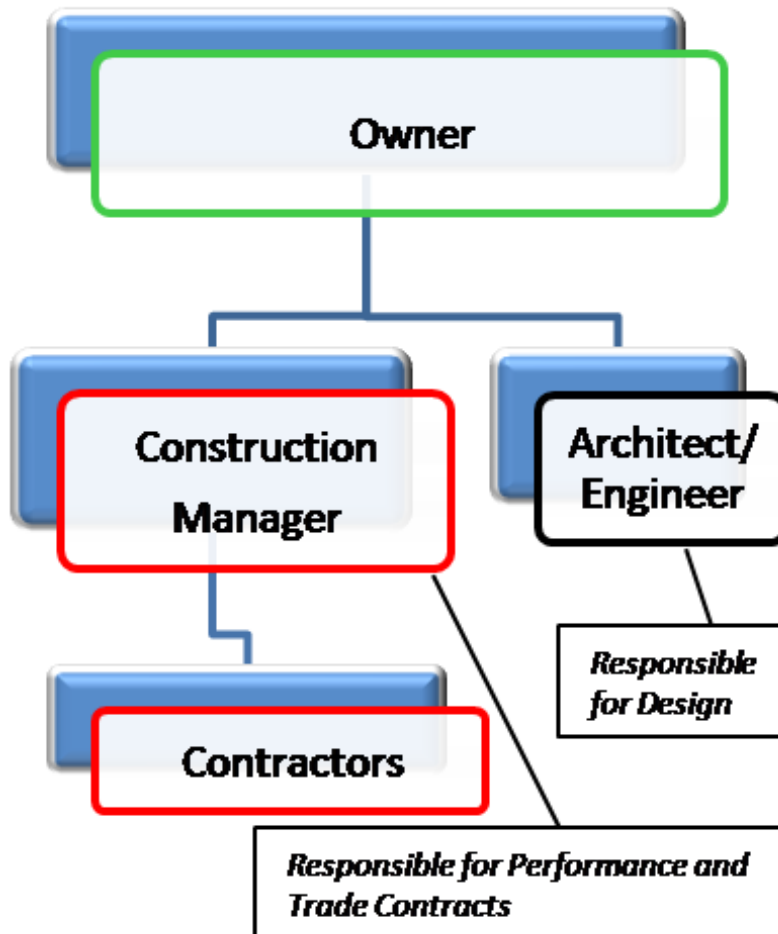 Owner
Construction
Manager
Architect/
Engineer
Responsible
for Design
Contractors
Responsible for Performance and
Trade Contracts